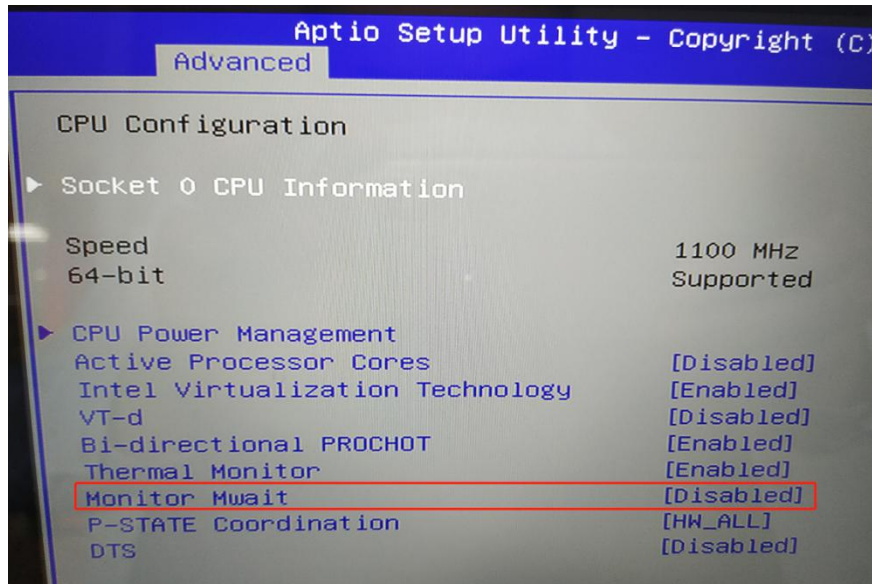 Aptio Setup Utility – Copyright (C)
Advanced
CPU Configuration
Socket 0 CPU Information
Speed 1100 MHz
64-bit Supported
CPU Power Management
Active Processor Cores [Disabled]
Intel Virtualization Technology [Enabled]
VT-d [Disabled]
Bi-directional PROCHOT [Enabled]
Thermal Monitor [Enabled]
Monitor Mwait [Disabled]
P-STATE Coordination [HW_ALL]
DTS [Disabled]